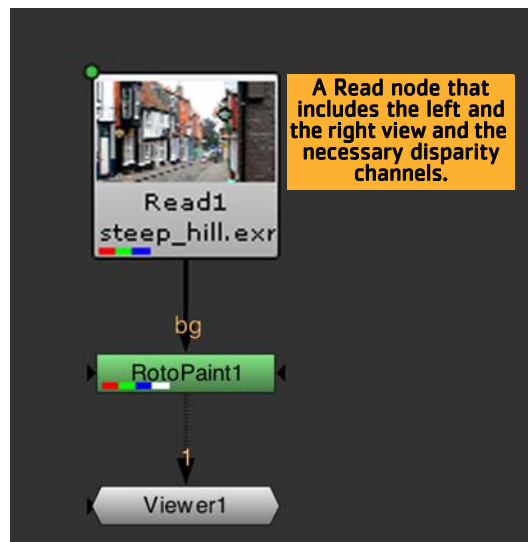 A Read node that
includes the left and
the right view and the
necessary disparity
channels.
Read1
steep_hill.exr
bg
RotoPaint1
1
Viewer1